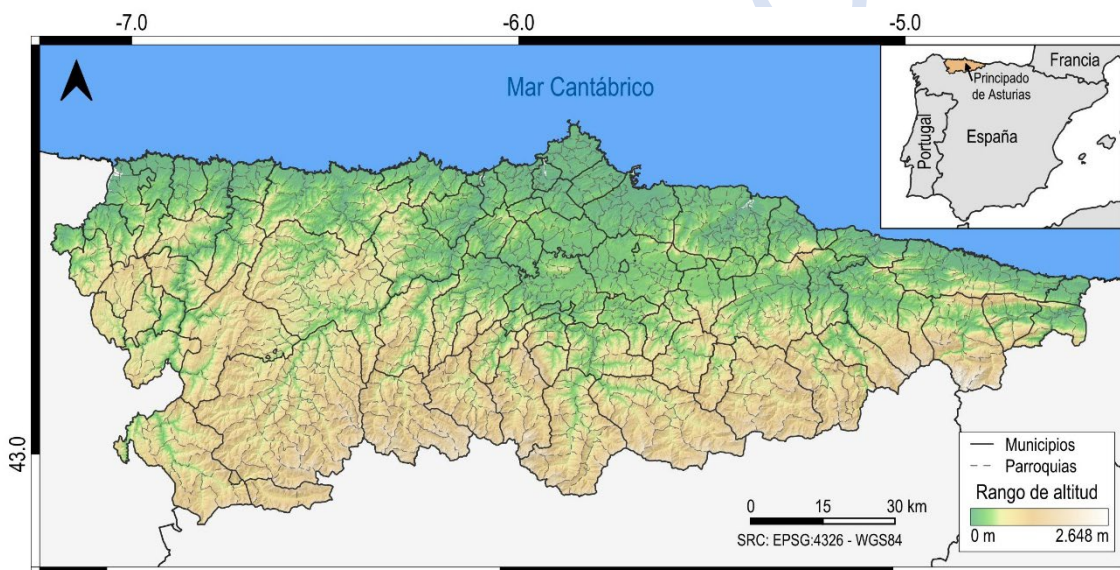 -7.0
-6.0
-5.0
Mar Cantábrico
Francia
Principado
de Asturias
España
Portugal
43.0
Municipios
Parroquias
Rango de altitud
0 m
2.648 m
0
15
30 km
SRC: EPSG:4326 - WGS84